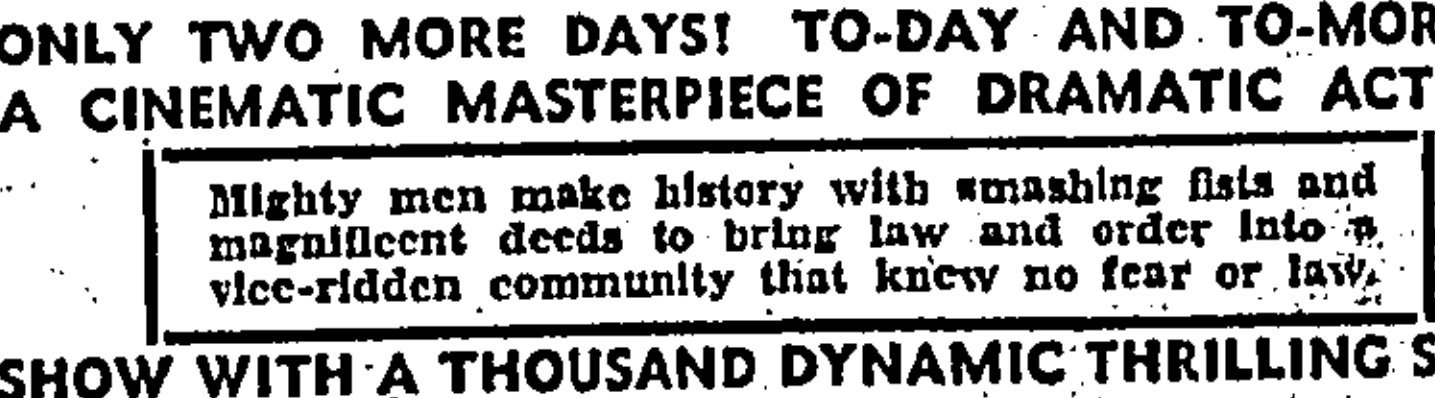 ONLY TWO MORE DAYS! TO-DAY AND TO-MOR
A CINEMATIC MASTERPIECE OF DRAMATIC ACT
Mighty men make history with smashing fists and
magnificent deeds to bring law and order into a
vice-ridden community that knew no fear or law.
SHOW WITH A THOUSAND DYNAMIC THRILLING S